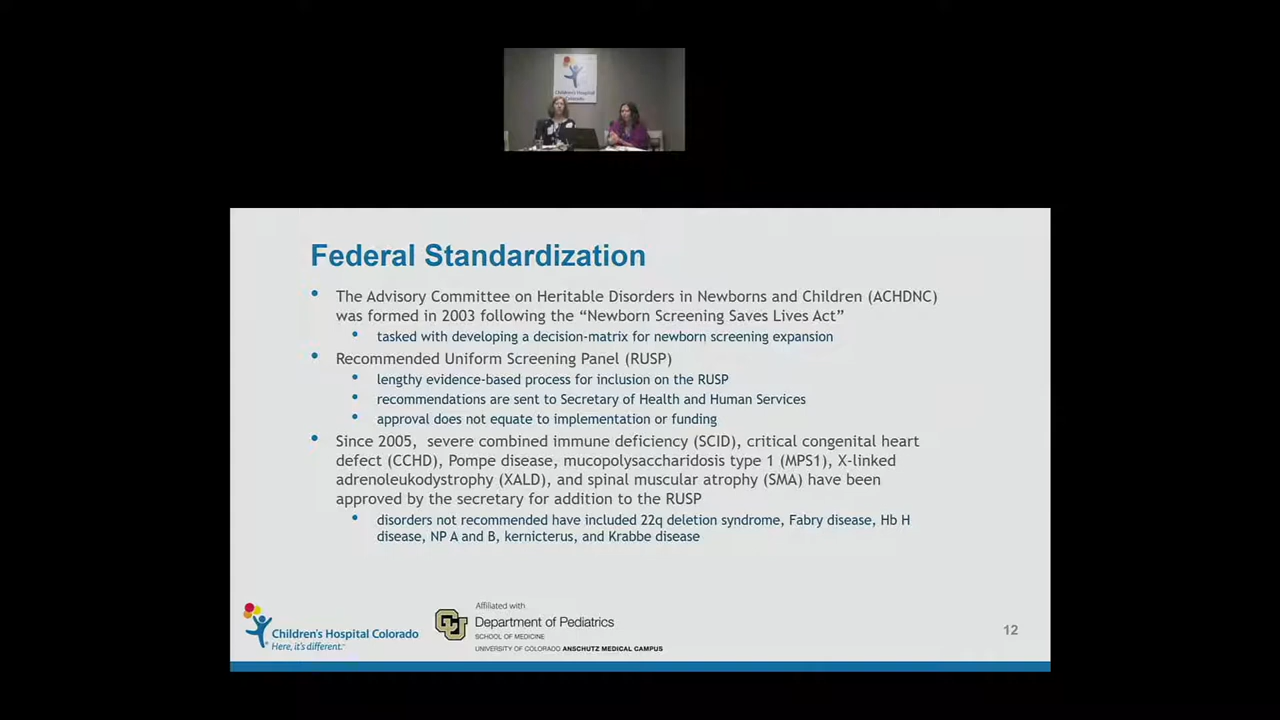 Children's Hospital
Colorado
Federal Standardization
• The Advisory Committee on Heritable Disorders in Newborns and Children (ACHDNC)
was formed in 2003 following the “Newborn Screening Saves Lives Act”
• tasked with developing a decision-matrix for newborn screening expansion
• Recommended Uniform Screening Panel (RUSP)
• lengthy evidence-based process for inclusion on the RUSP
• recommendations are sent to Secretary of Health and Human Services
• approval does not equate to implementation or funding
• Since 2005, severe combined immune deficiency (SCID), critical congenital heart
defect (CCHD), Pompe disease, mucopolysaccharidosis type 1 (MPS1), X-linked
adrenoleukodystrophy (XALD), and spinal muscular atrophy (SMA) have been
approved by the secretary for addition to the RUSP
• disorders not recommended have included 22q deletion syndrome, Fabry disease, Hb H
disease, NP A and B, kernicterus, and Krabbe disease
Children's Hospital Colorado
Here, it's different.™
CU
Affiliated with
Department of Pediatrics
SCHOOL OF MEDICINE
UNIVERSITY OF COLORADO ANSCHUTZ MEDICAL CAMPUS
12